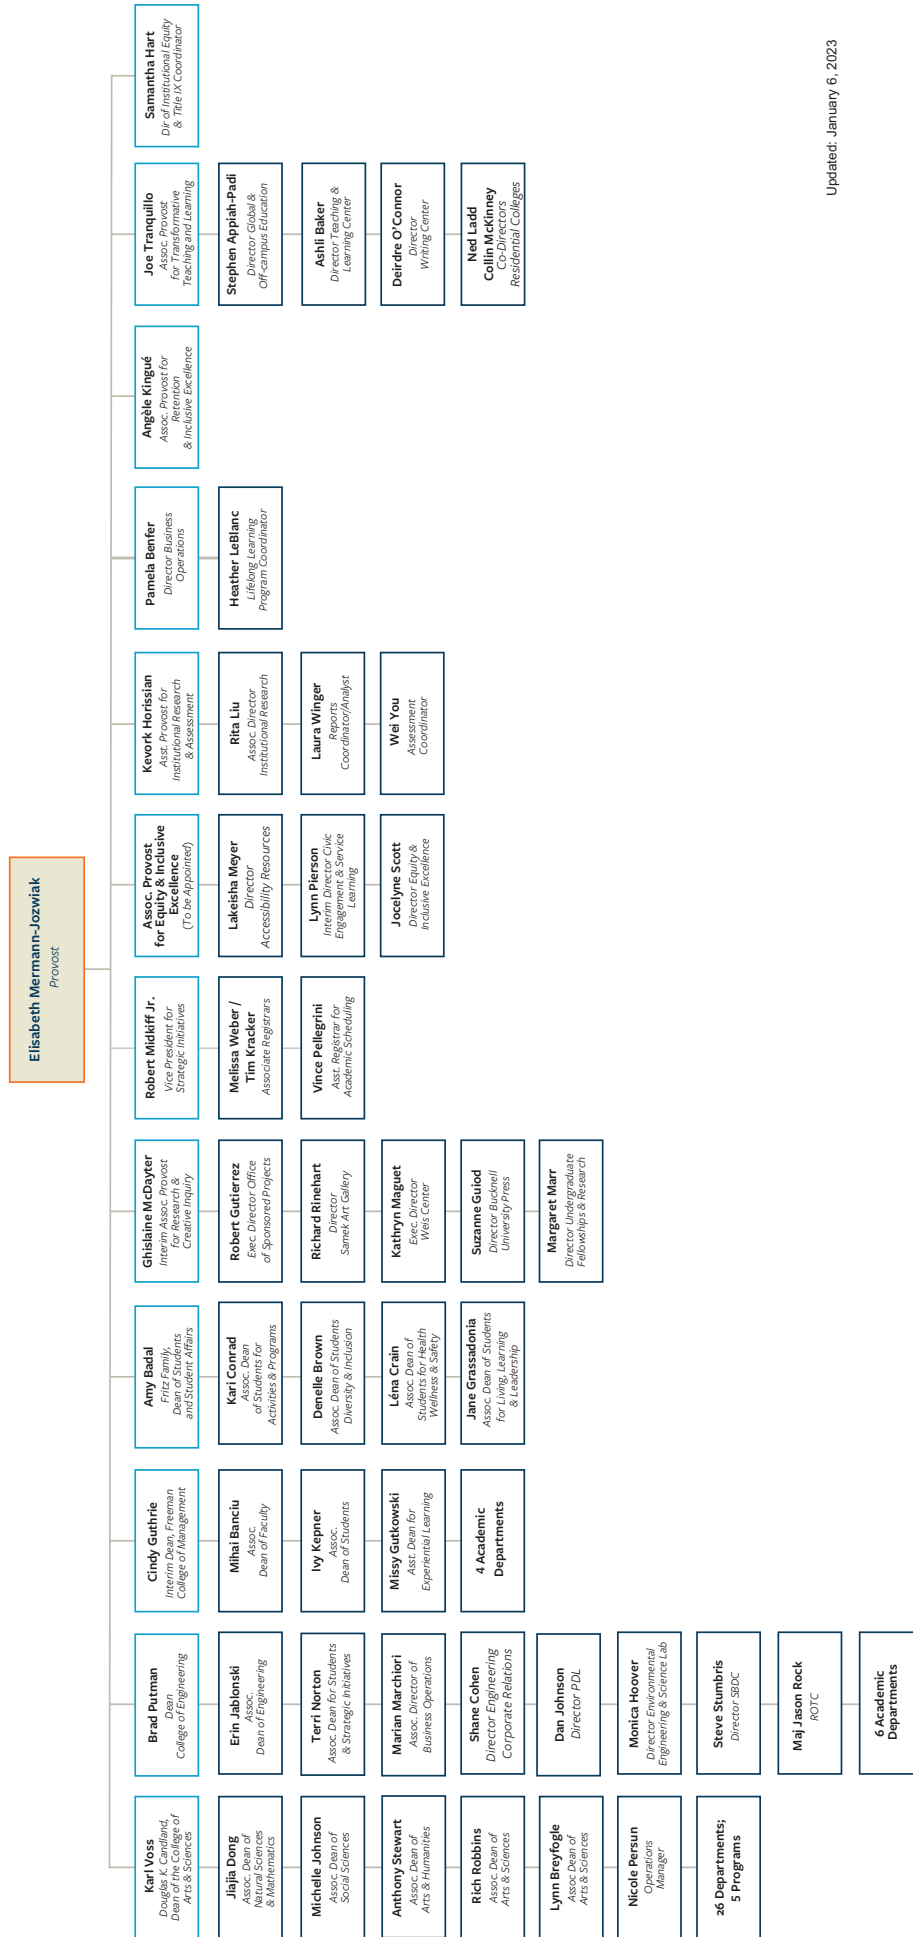 Elisabeth Mermann-Jozwiak
Provost
Karl Voss
Douglas K. Candland,
Dean of the College of
Arts & Sciences
Jiajia Dong
Assoc. Dean of
Natural Sciences
& Mathematics
Michelle Johnson
Assoc. Dean of
Social Sciences
Anthony Stewart
Assoc. Dean of
Arts & Humanities
Rich Robbins
Assoc. Dean of
Arts & Sciences
Lynn Breyfogle
Assoc Dean of
Arts & Sciences
Nicole Persun
Operations
Manager
26 Departments;
5 Programs
Brad Putman
Dean
College of Engineering
Erin Jablonski
Assoc.
Dean of Engineering
Terri Norton
Assoc. Dean for Students
& Strategic Initiatives
Marian Marchiori
Assoc. Director of
Business Operations
Shane Cohen
Director Engineering
Corporate Relations
Dan Johnson
Director PDL
Monica Hoover
Director Environmental
Engineering & Science Lab
Steve Stumbris
Director SBDC
Maj Jason Rock
ROTC
6 Academic
Departments
Cindy Guthrie
Interim Dean, Freeman
College of Management
Mihai Banciu
Assoc.
Dean of Faculty
Ivy Kepner
Assoc.
Dean of Students
Missy Gutkowski
Asst. Dean for
Experiential Learning
4 Academic
Departments
Amy Badal
Fritz Family,
Dean of Students
and Student Affairs
Kari Conrad
Assoc. Dean
of Students for
Activities & Programs
Denelle Brown
Assoc. Dean of Students
Diversity & Inclusion
Léna Crain
Assoc. Dean of
Students for Health
Wellness & Safety
Jane Grassadonia
Assoc. Dean of Students
for Living, Learning
& Leadership
Ghislaine McDayter
Interim Assoc. Provost
for Research &
Creative Inquiry
Robert Gutierrez
Exec. Director Office
of Sponsored Projects
Richard Rinehart
Director
Samek Art Gallery
Kathryn Maguet
Exec. Director
Weis Center
Suzanne Guiod
Director Bucknell
University Press
Margaret Marr
Director Undergraduate
Fellowships & Research
Robert Midkiff Jr.
Vice President for
Strategic Initiatives
Melissa Weber /
Tim Kracker
Associate Registrars
Vince Pellegrini
Asst. Registrar for
Academic Scheduling
Assoc. Provost
for Equity & Inclusive
Excellence
(To be Appointed)
Lakeisha Meyer
Director
Accessibility Resources
Lynn Pierson
Interim Director Civic
Engagement & Service
Learning
Jocelyne Scott
Director Equity &
Inclusive Excellence
Kevork Horissian
Asst. Provost for
Institutional Research
& Assessment
Rita Liu
Assoc. Director
Institutional Research
Laura Winger
Reports
Coordinator/Analyst
Wei You
Assessment
Coordinator
Pamela Benfer
Director Business
Operations
Heather LeBlanc
Lifelong Learning
Program Coordinator
Angèle Kingué
Assoc. Provost for
Retention
& Inclusive Excellence
Joe Tranquillo
Assoc. Provost
for Transformative
Teaching and Learning
Stephen Appiah-Padi
Director Global &
Off-campus Education
Ashli Baker
Director Teaching &
Learning Center
Deirdre O'Connor
Director
Writing Center
Ned Ladd
Collin McKinney
Co-Directors
Residential Colleges
Samantha Hart
Dir of Institutional Equity
& Title IX Coordinator
Updated: January 6, 2023